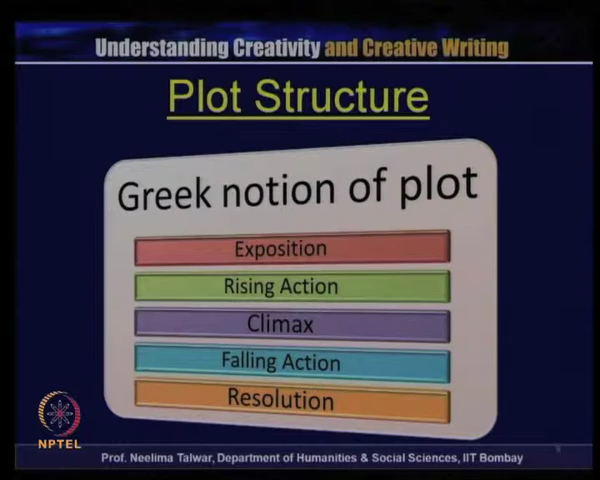 Understanding Creativity and Creative Writing
Plot Structure
Greek notion of plot
Exposition
Rising Action
Climax
Falling Action
Resolution
NPTEL
Prof. Neelima Talwar, Department of Humanities & Social Sciences, IIT Bombay